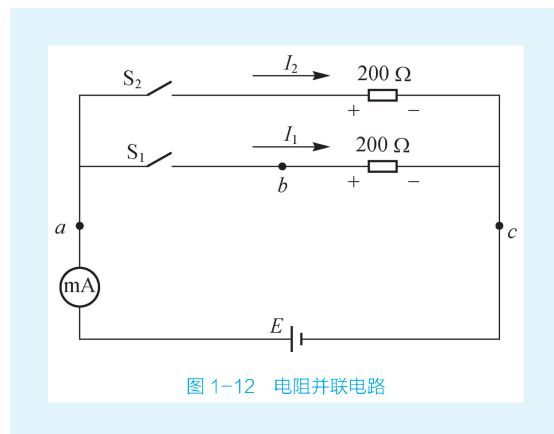 S₂ I₂ 200 Ω
+ −
S₁ I₁ 200 Ω
b + −
a c
mA
E
图 1-12 电阻并联电路